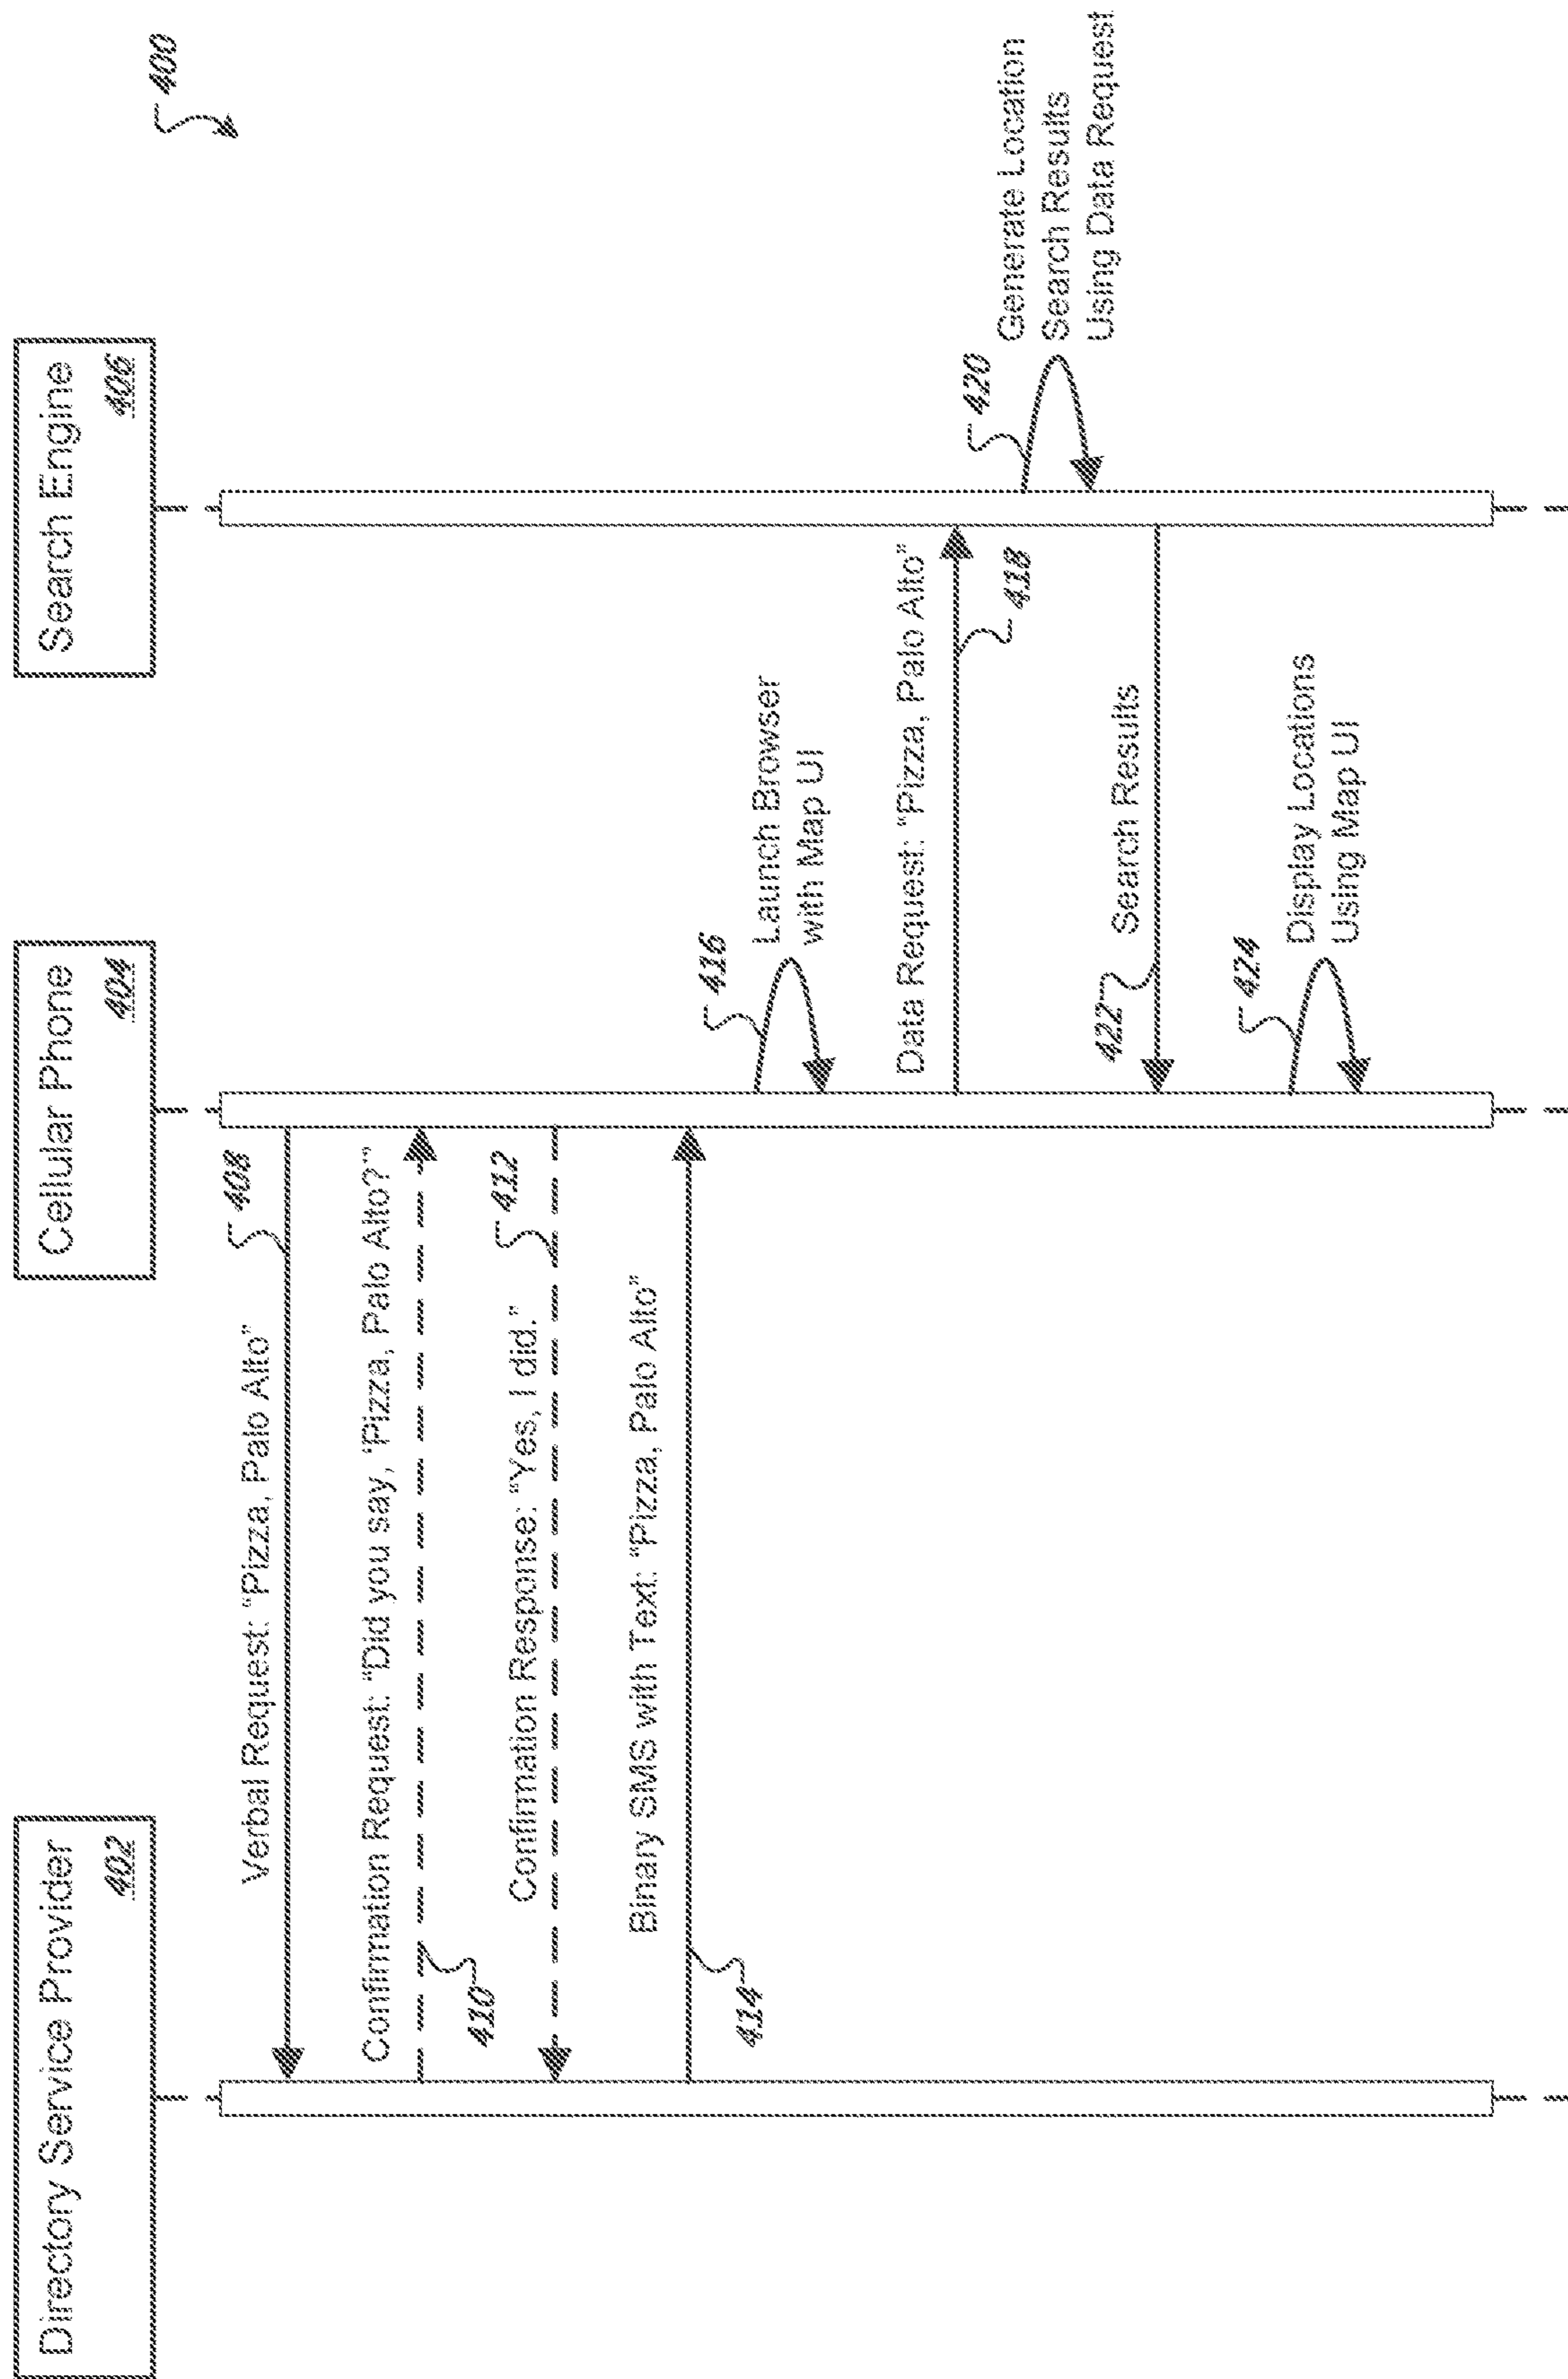 400
Directory Service Provider
402
Cellular Phone
404
Search Engine
406
Verbal Request: “Pizza, Palo Alto”
408
Confirmation Request: “Did you say, ‘Pizza, Palo Alto?’”
410
Confirmation Response: “Yes, I did.”
412
Binary SMS with Text: “Pizza, Palo Alto”
414
416
Launch Browser
with Map UI
Data Request: “Pizza, Palo Alto”
418
420
Generate Location
Search Results
Using Data Request
Search Results
422
424
Display Locations
Using Map UI